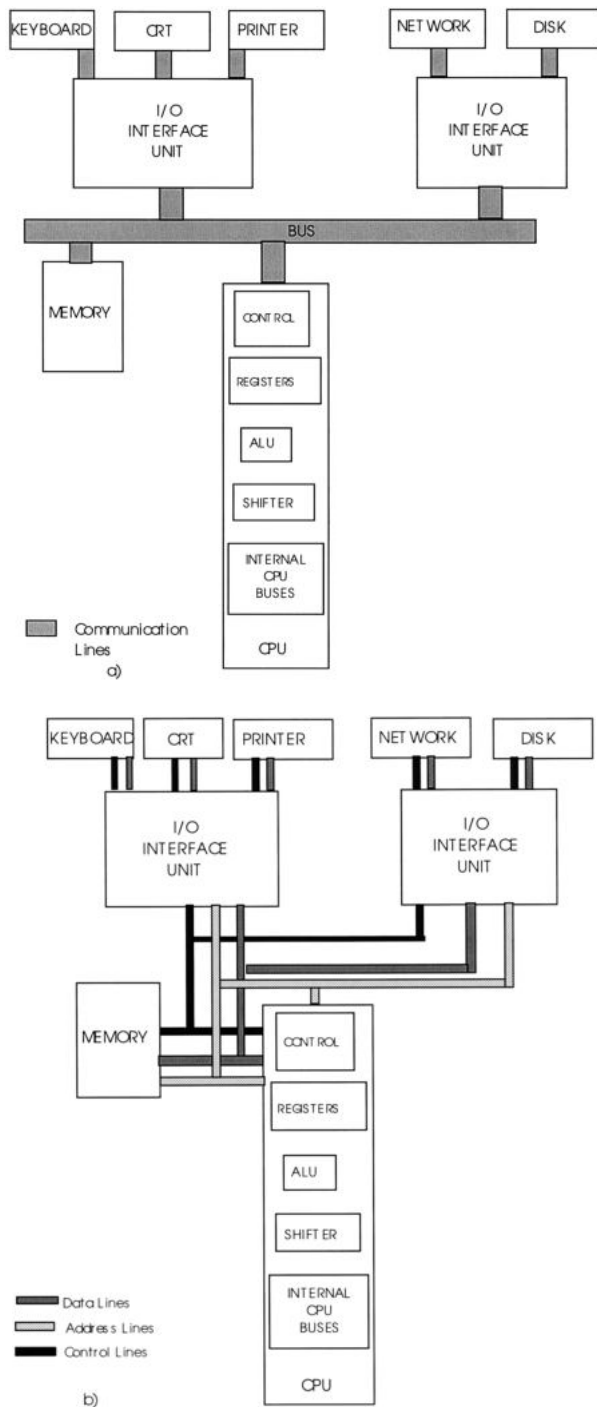 KEYBOARD CRT PRINTER NETWORK DISK
I/O
INTERFACE
UNIT
I/O
INTERFACE
UNIT
BUS
MEMORY
CONTROL
REGISTERS
ALU
SHIFTER
INTERNAL
CPU
BUSES
CPU
Communication
Lines
a)
KEYBOARD CRT PRINTER NETWORK DISK
I/O
INTERFACE
UNIT
I/O
INTERFACE
UNIT
MEMORY
CONTROL
REGISTERS
ALU
SHIFTER
INTERNAL
CPU
BUSES
CPU
Data Lines
Address Lines
Control Lines
b)